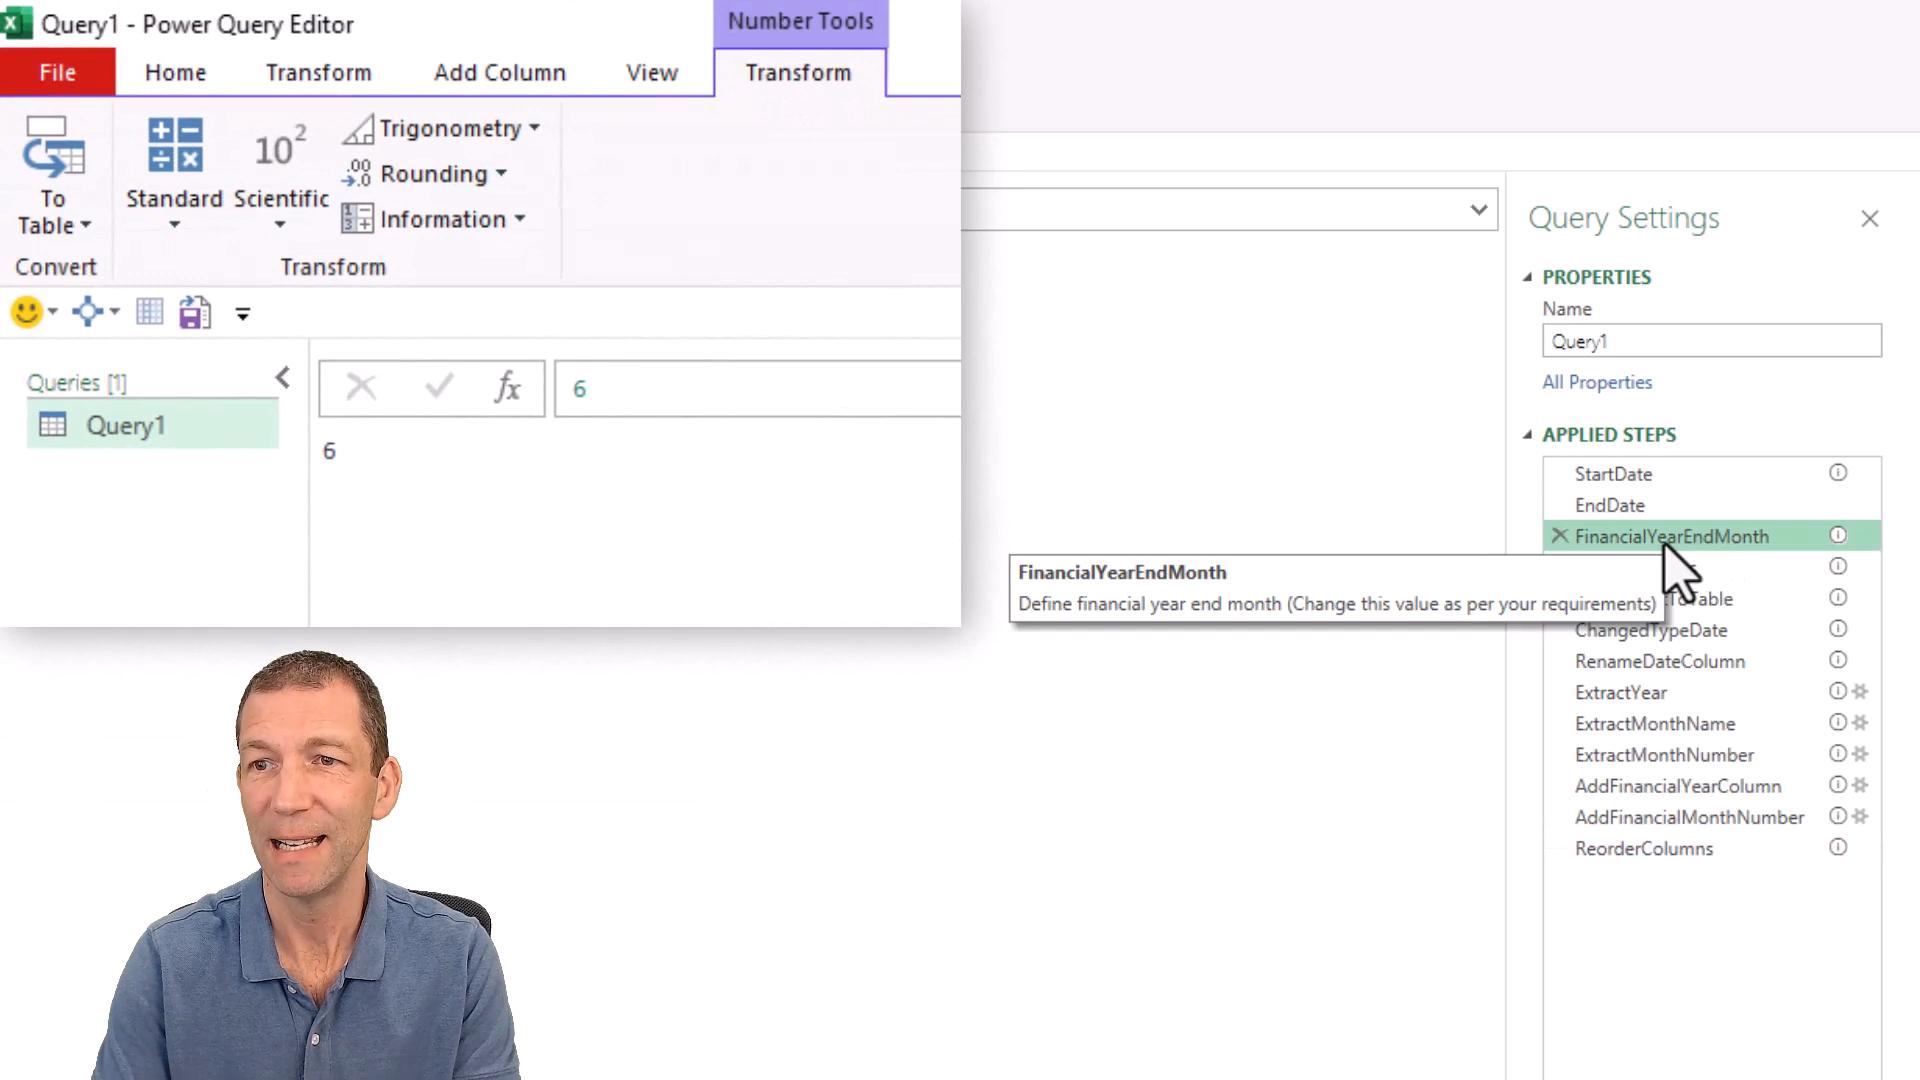 Query1 - Power Query Editor
Number Tools
File
Home
Transform
Add Column
View
Transform
To Table
Standard
Scientific
10²
Trigonometry
Rounding
Information
Convert
Transform
Queries [1]
Query1
fx
6
6
Query Settings
PROPERTIES
Name
Query1
All Properties
APPLIED STEPS
StartDate
EndDate
FinancialYearEndMonth
FinancialYearEndMonth
Define financial year end month (Change this value as per your requirements)
ChangedTypeDate
RenameDateColumn
ExtractYear
ExtractMonthName
ExtractMonthNumber
AddFinancialYearColumn
AddFinancialMonthNumber
ReorderColumns